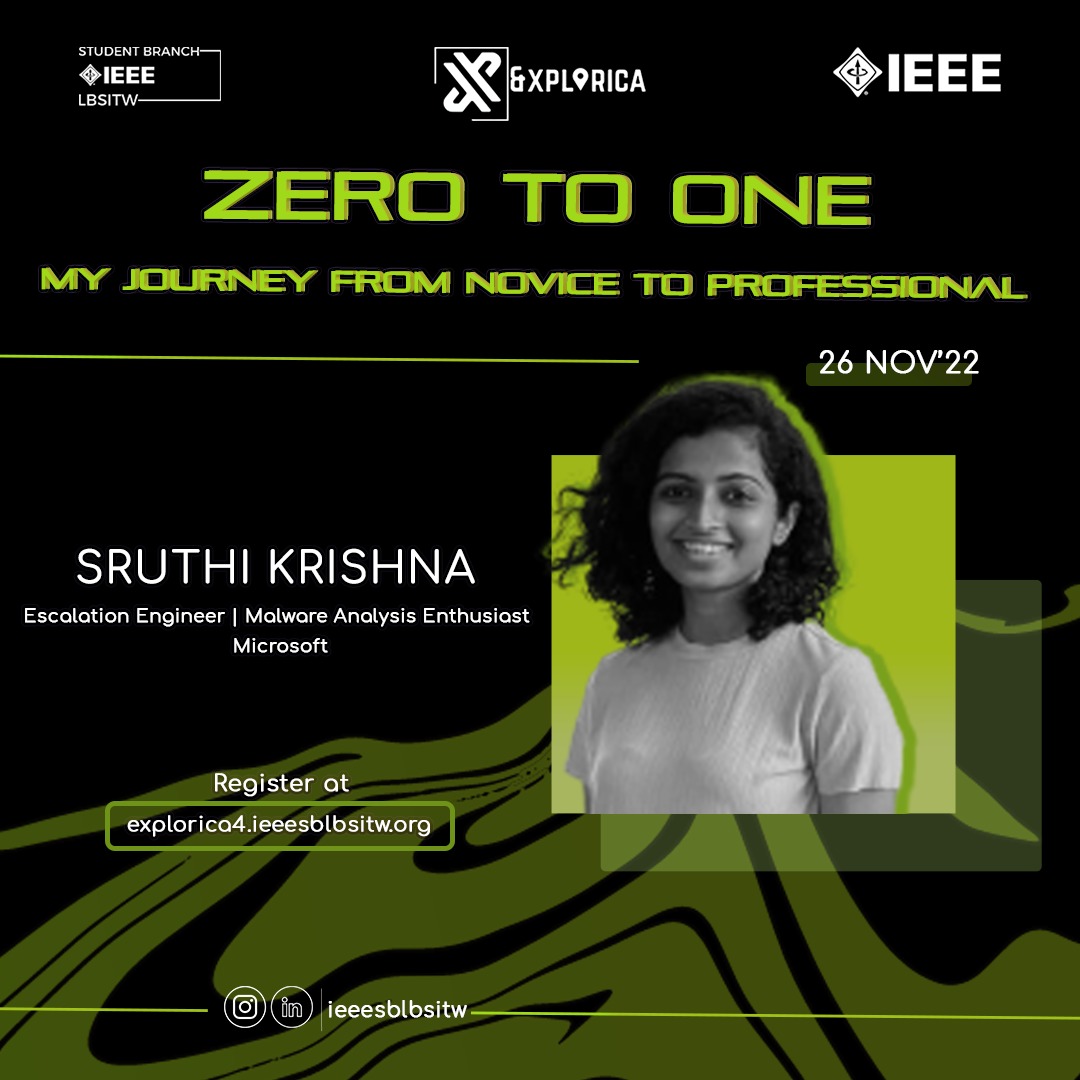 STUDENT BRANCH
IEEE
LBSITW
&XPLORICA
IEEE
ZERO TO ONE
MY JOURNEY FROM NOVICE TO PROFESSIONAL
26 NOV'22
SRUTHI KRISHNA
Escalation Engineer | Malware Analysis Enthusiast
Microsoft
Register at
explorica4.ieeesblbsitw.org
in
ieeesblbsitw